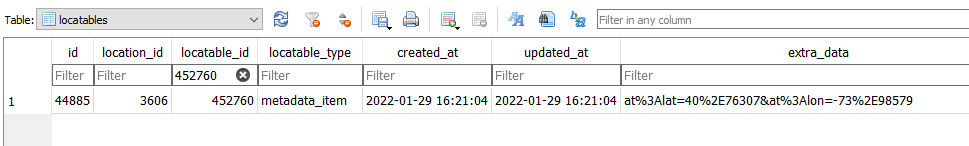 Table: locatables Filter in any column
id location_id locatable_id locatable_type created_at updated_at extra_data
Filter Filter 452760 Filter Filter Filter Filter
1 44885 3606 452760 metadata_item 2022-01-29 16:21:04 2022-01-29 16:21:04 at%3Alat=40%2E76307&at%3Alon=-73%2E98579